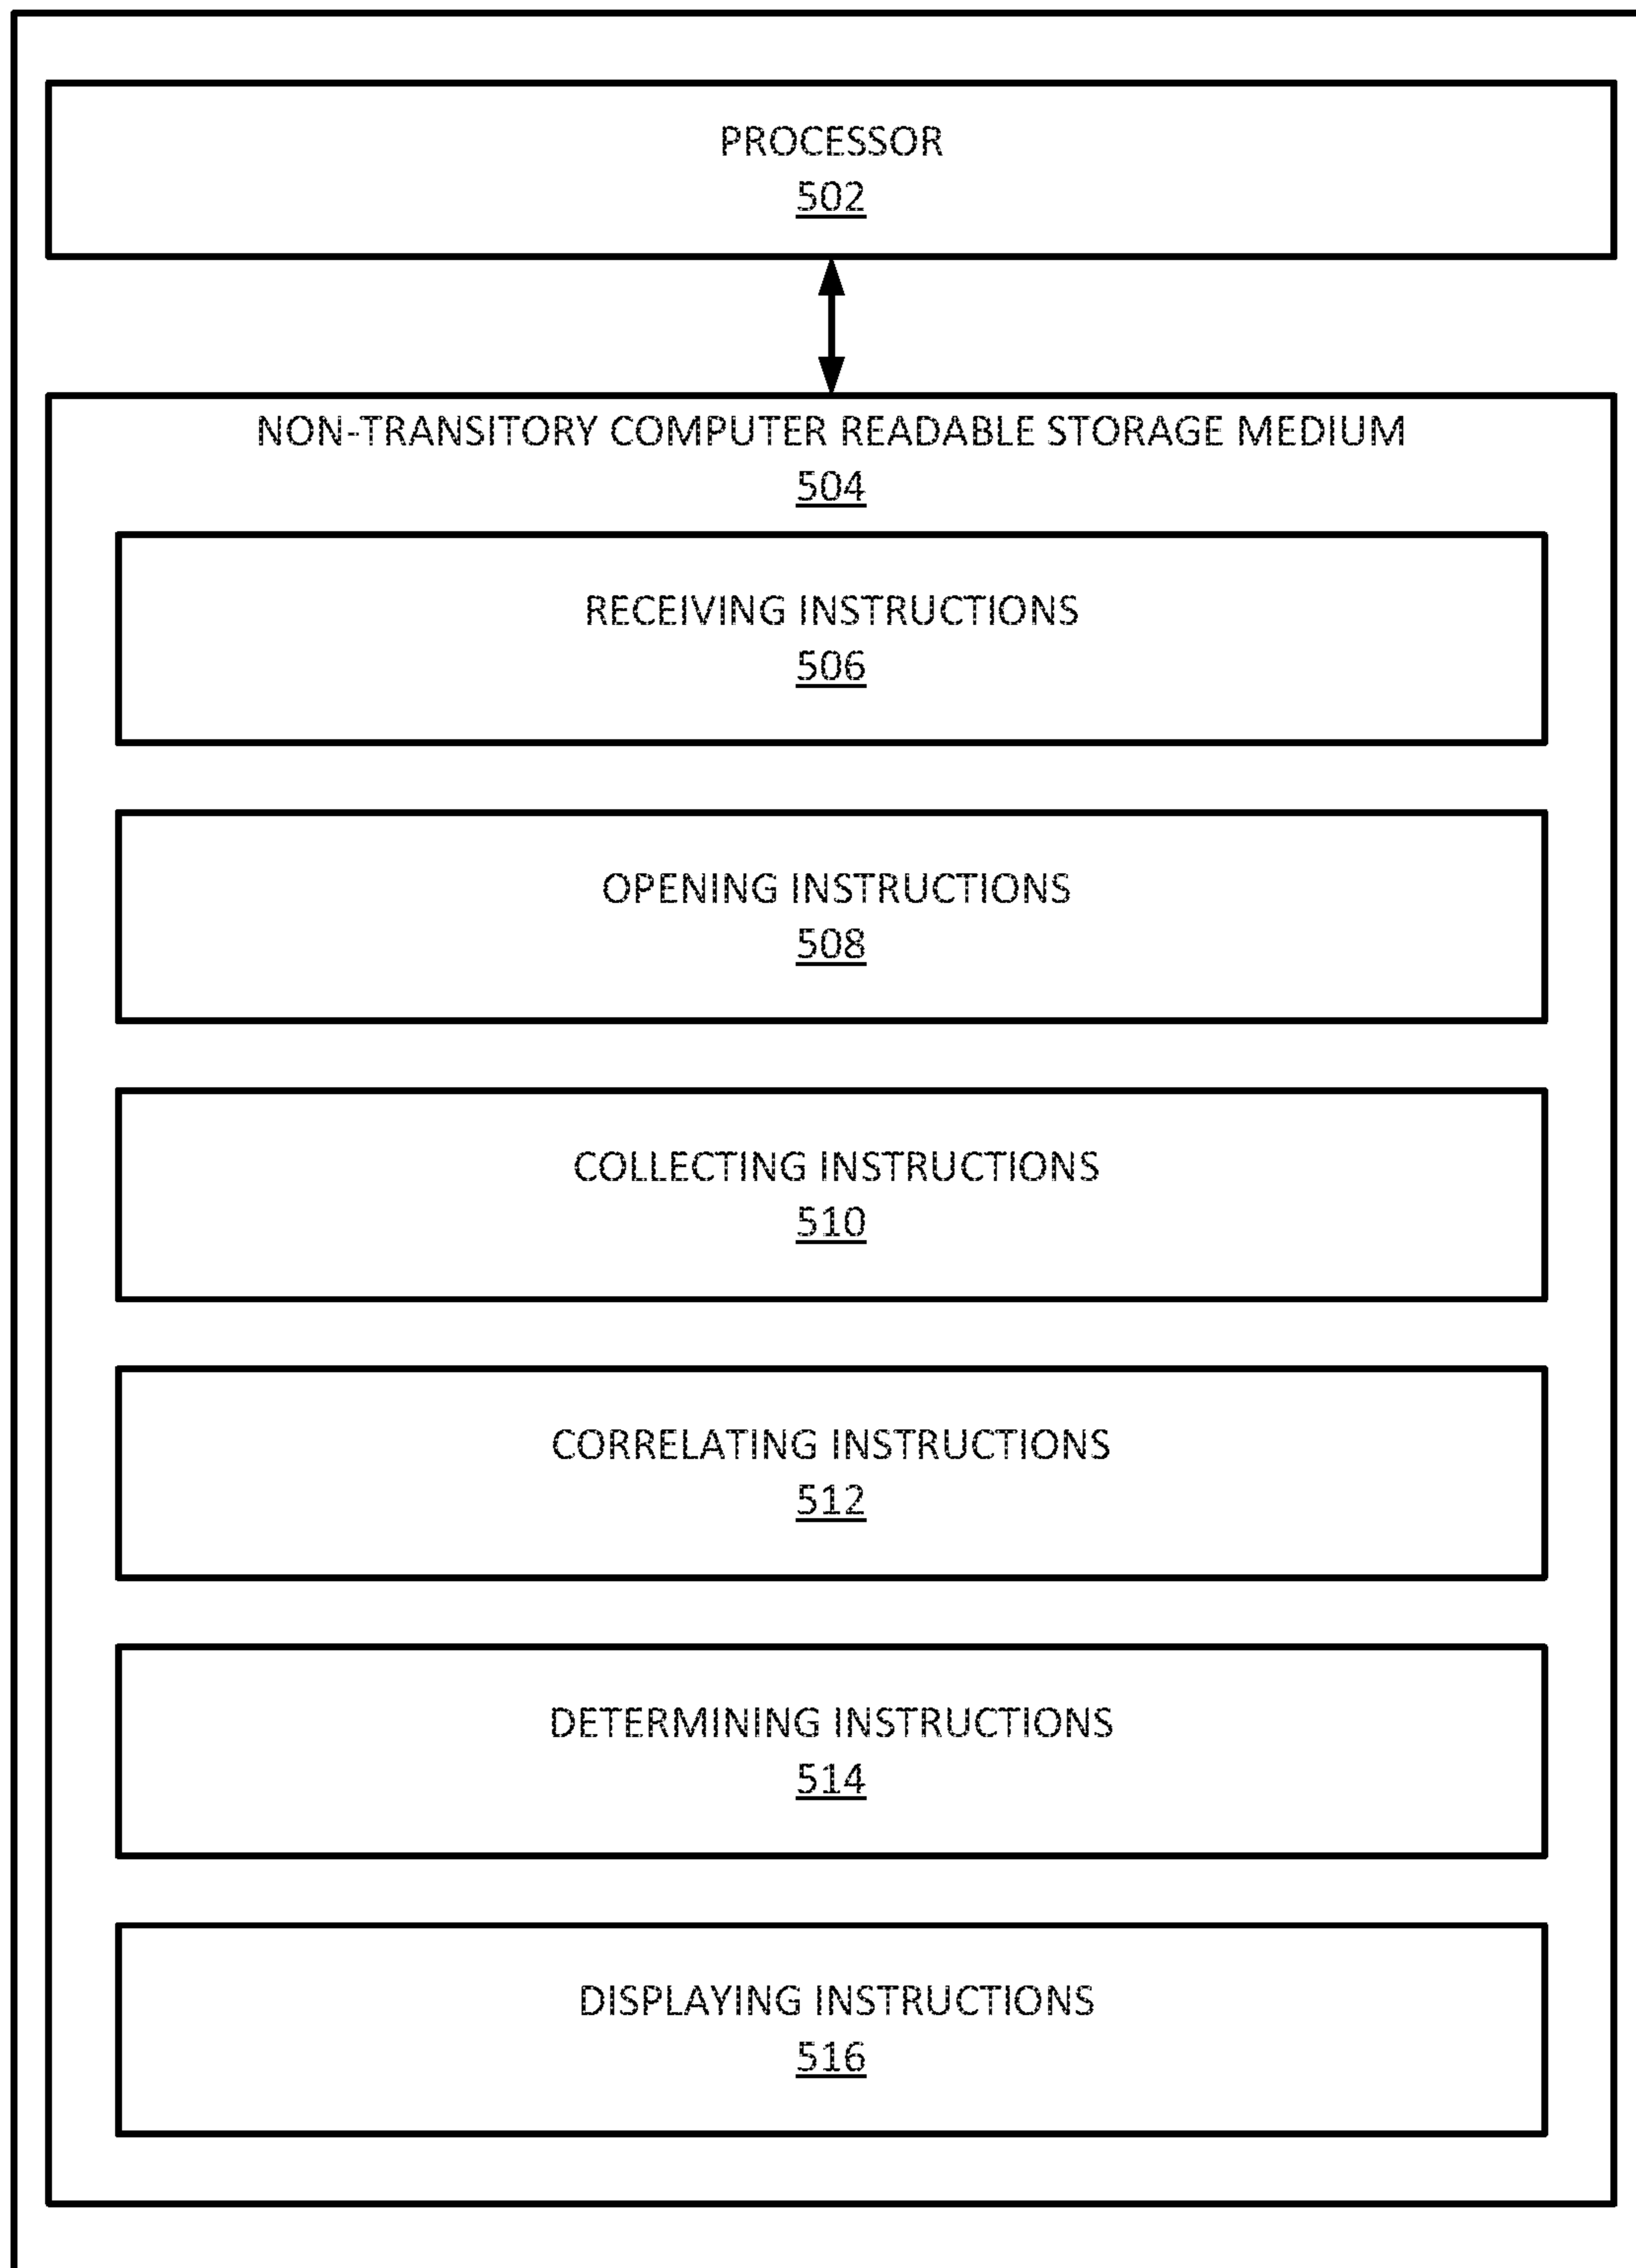 PROCESSOR
502
NON-TRANSITORY COMPUTER READABLE STORAGE MEDIUM
504
RECEIVING INSTRUCTIONS
506
OPENING INSTRUCTIONS
508
COLLECTING INSTRUCTIONS
510
CORRELATING INSTRUCTIONS
512
DETERMINING INSTRUCTIONS
514
DISPLAYING INSTRUCTIONS
516